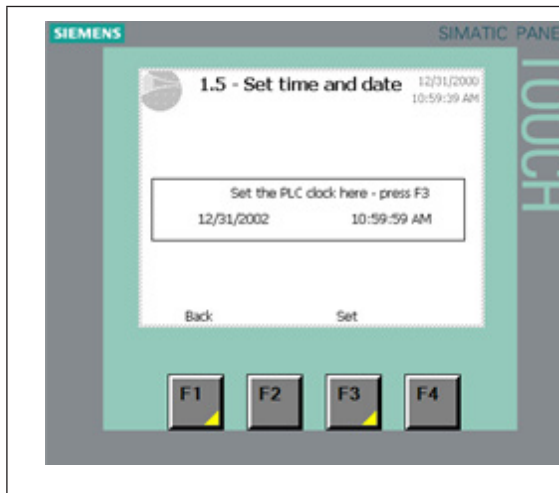 SIEMENS
SIMATIC PANE
TOUCH
1.5 - Set time and date
12/31/2000
10:59:39 AM
Set the PLC clock here - press F3
12/31/2002 10:59:59 AM
Back Set
F1 F2 F3 F4